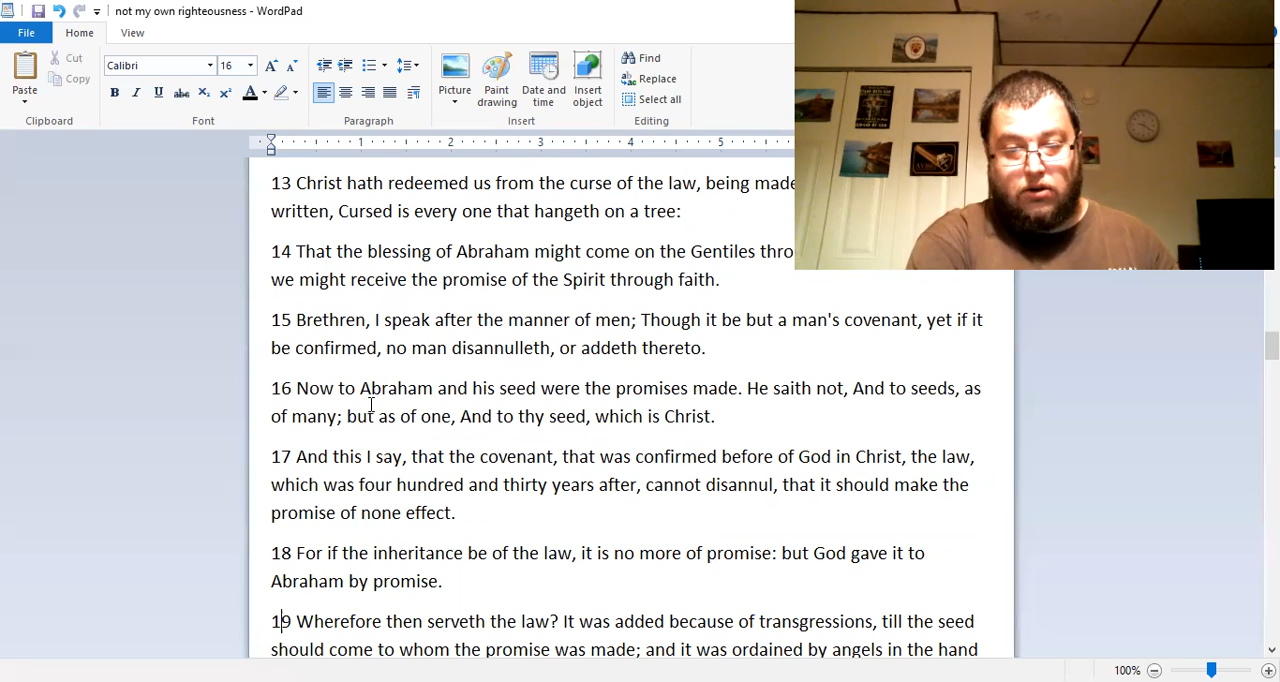 not my own righteousness - WordPad
File
Home
View
Paste
Cut
Copy
Clipboard
Calibri
16
B I U abc X₂ X² A
Font
Paragraph
Picture
Paint drawing
Date and time
Insert object
Insert
Find
Replace
Select all
Editing
1 2 3 4 5
13 Christ hath redeemed us from the curse of the law, being made
written, Cursed is every one that hangeth on a tree:
14 That the blessing of Abraham might come on the Gentiles thro
we might receive the promise of the Spirit through faith.
15 Brethren, I speak after the manner of men; Though it be but a man's covenant, yet if it
be confirmed, no man disannulleth, or addeth thereto.
16 Now to Abraham and his seed were the promises made. He saith not, And to seeds, as
of many; but as of one, And to thy seed, which is Christ.
17 And this I say, that the covenant, that was confirmed before of God in Christ, the law,
which was four hundred and thirty years after, cannot disannul, that it should make the
promise of none effect.
18 For if the inheritance be of the law, it is no more of promise: but God gave it to
Abraham by promise.
19 Wherefore then serveth the law? It was added because of transgressions, till the seed
should come to whom the promise was made; and it was ordained by angels in the hand
100%